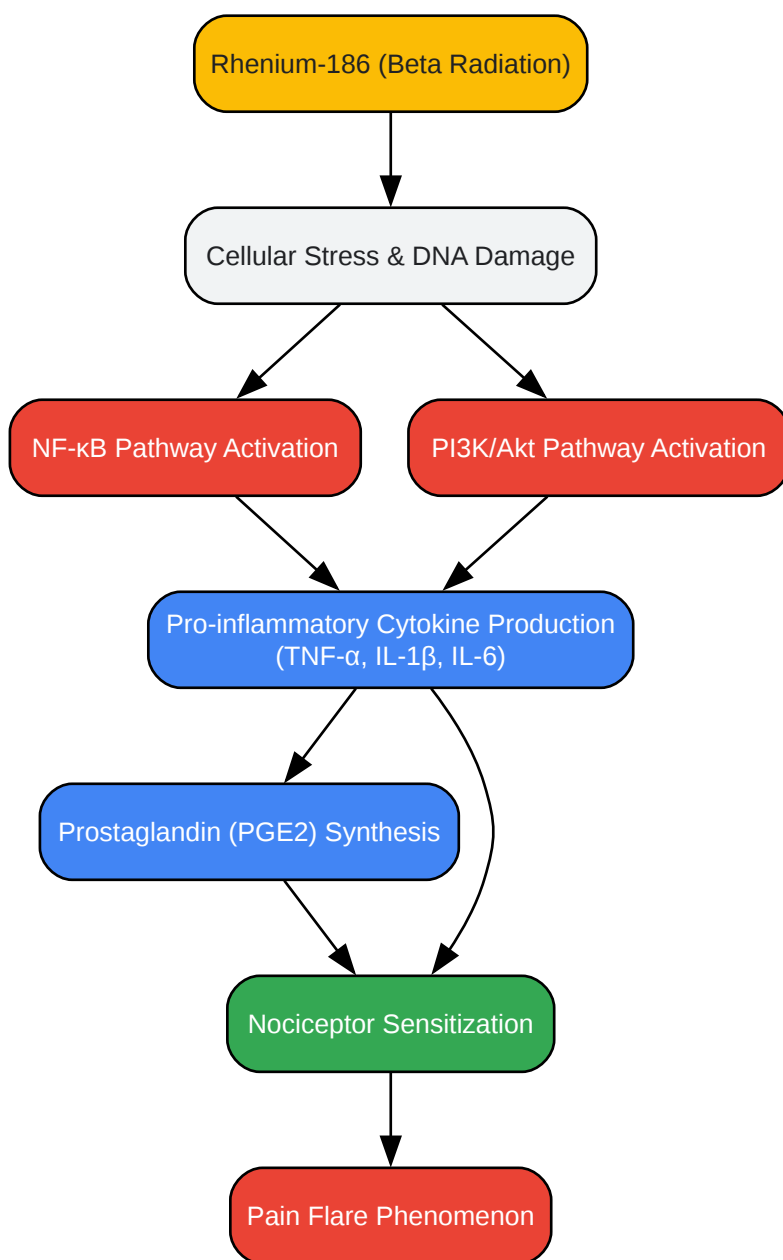 Rhenium-186 (Beta Radiation)
Cellular Stress & DNA Damage
NF-κB Pathway Activation
PI3K/Akt Pathway Activation
Pro-inflammatory Cytokine Production
(TNF-α, IL-1β, IL-6)
Prostaglandin (PGE2) Synthesis
Nociceptor Sensitization
Pain Flare Phenomenon